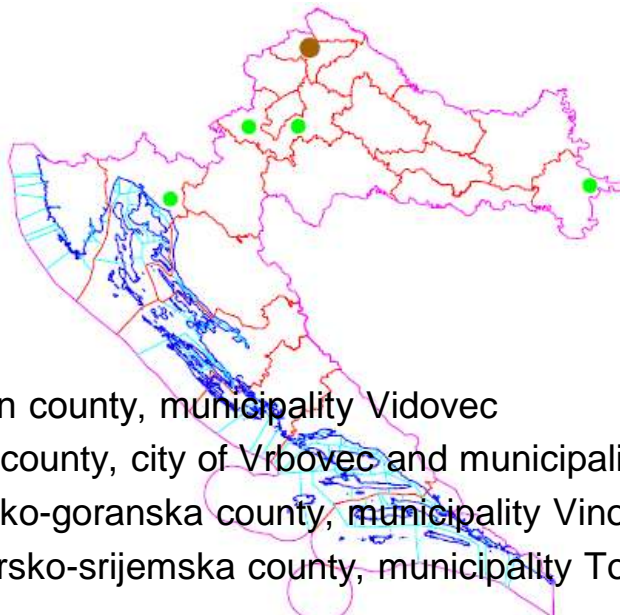 n county, municipality Vidovec
county, city of Vrbovec and municipali
ko-goranska county, municipality Vino
rsko-srijemska county, municipality To